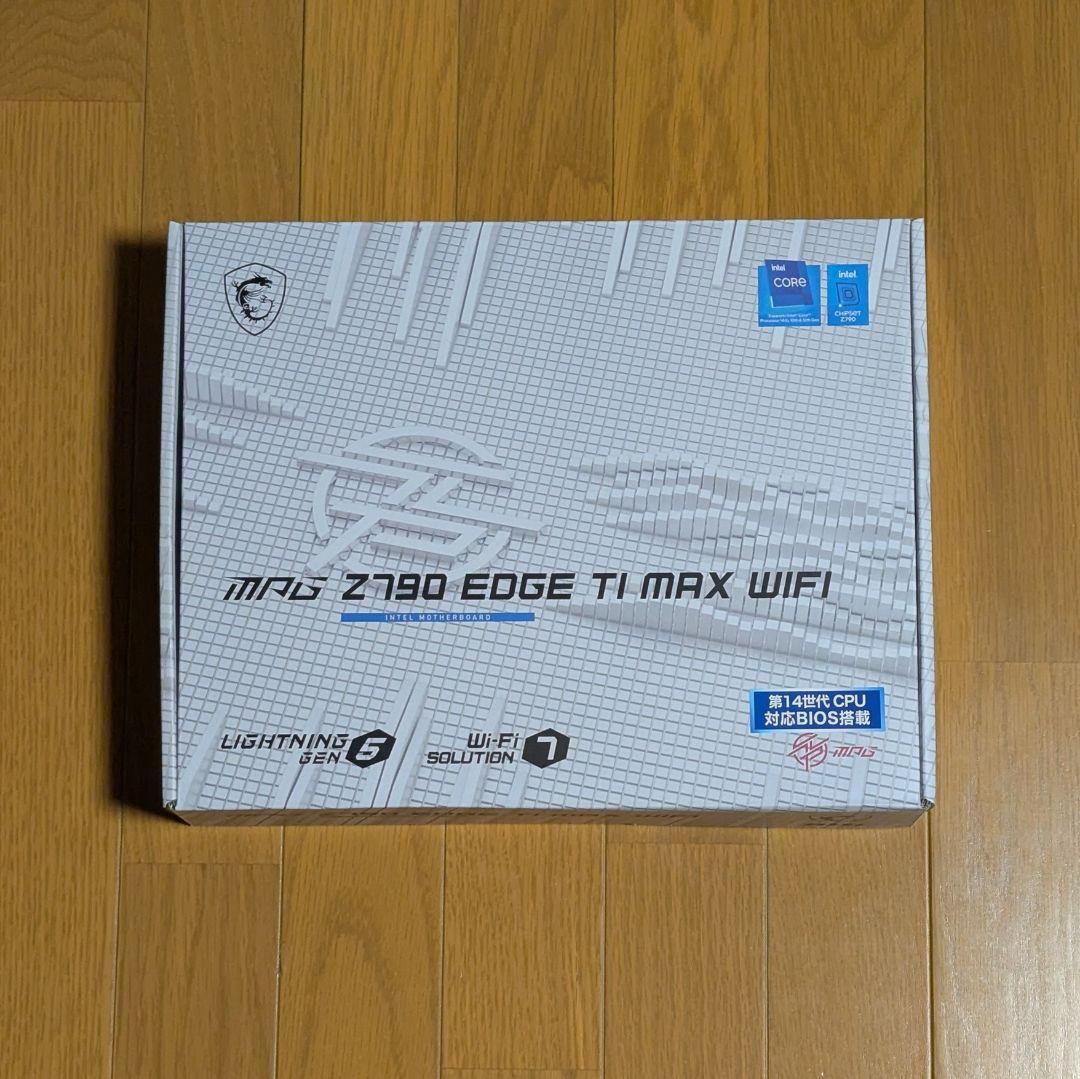 intel
CORE
intel
CHIPSET
Z790
MPG Z790 EDGE TI MAX WIFI
INTEL MOTHERBOARD
第14世代 CPU
対応BIOS搭載
LIGHTNING
GEN 5
Wi-Fi
SOLUTION 7
MPG